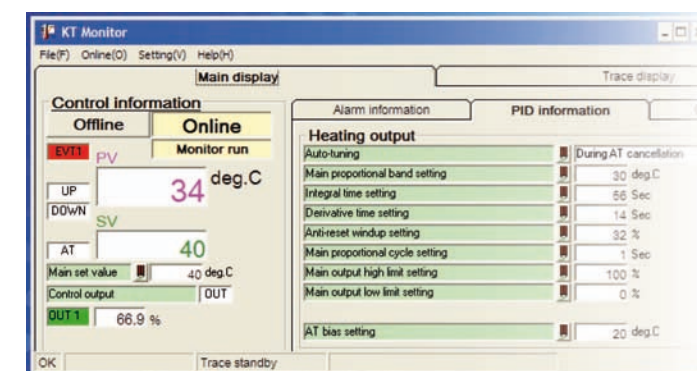 KT Monitor
File(F) Online(O) Setting(V) Help(H)
Main display Trace display
Control information
Offline Online
EVT1 PV Monitor run
34 deg.C
UP
DOWN SV
AT 40
Main set value 40 deg.C
Control output OUT
OUT 1 66.9 %
Alarm information PID information
Heating output
Auto-tuning During AT cancellation
Main proportional band setting 30 deg.C
Integral time setting 56 Sec
Derivative time setting 14 Sec
Anti-reset windup setting 32 %
Main proportional cycle setting 1 Sec
Main output high limit setting 100 %
Main output low limit setting 0 %
AT bias setting 20 deg.C
OK Trace standby